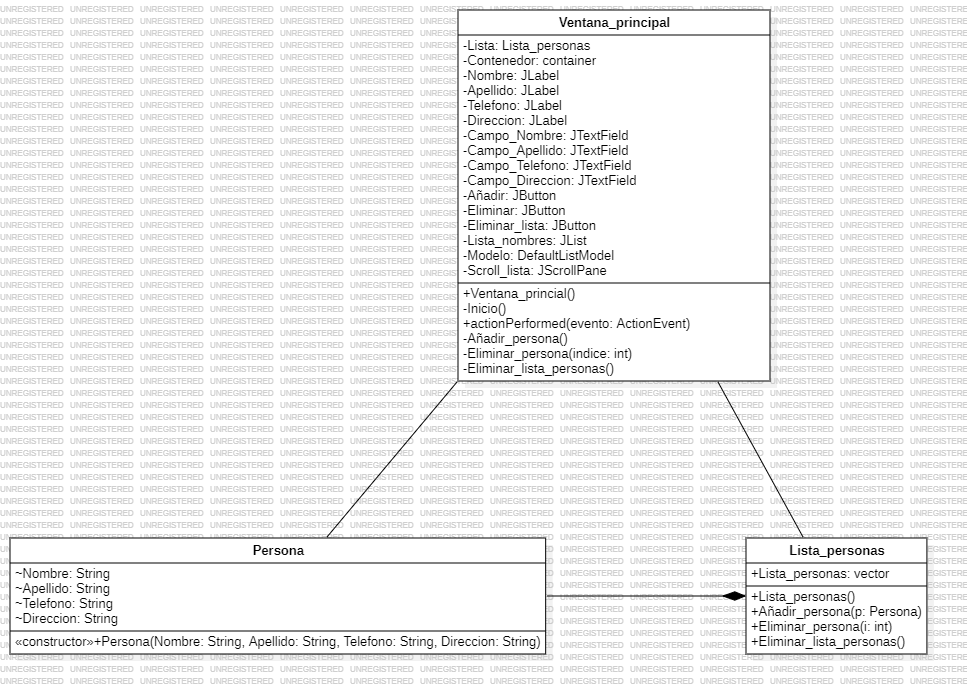 Ventana_principal
-Lista: Lista_personas
-Contenedor: container
-Nombre: JLabel
-Apellido: JLabel
-Telefono: JLabel
-Direccion: JLabel
-Campo_Nombre: JTextField
-Campo_Apellido: JTextField
-Campo_Telefono: JTextField
-Campo_Direccion: JTextField
-Añadir: JButton
-Eliminar: JButton
-Eliminar_lista: JButton
-Lista_nombres: JList
-Modelo: DefaultListModel
-Scroll_lista: JScrollPane
+Ventana_princial()
-Inicio()
+actionPerformed(evento: ActionEvent)
-Añadir_persona()
-Eliminar_persona(indice: int)
-Eliminar_lista_personas()
Persona
~Nombre: String
~Apellido: String
~Telefono: String
~Direccion: String
«constructor»+Persona(Nombre: String, Apellido: String, Telefono: String, Direccion: String)
Lista_personas
+Lista_personas: vector
+Lista_personas()
+Añadir_persona(p: Persona)
+Eliminar_persona(i: int)
+Eliminar_lista_personas()
UNREGISTERED